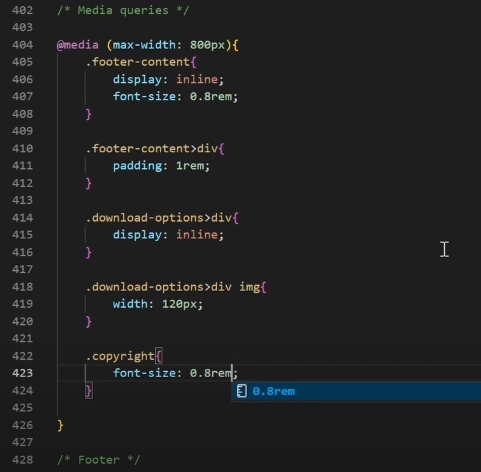 402 /* Media queries */
403
404 @media (max-width: 800px){
405 .footer-content{
406 display: inline;
407 font-size: 0.8rem;
408 }
409
410 .footer-content>div{
411 padding: 1rem;
412 }
413
414 .download-options>div{
415 display: inline;
416 }
417
418 .download-options>div img{
419 width: 120px;
420 }
421
422 .copyright{
423 font-size: 0.8rem;
424 } 0.8rem
425
426 }
427
428 /* Footer */